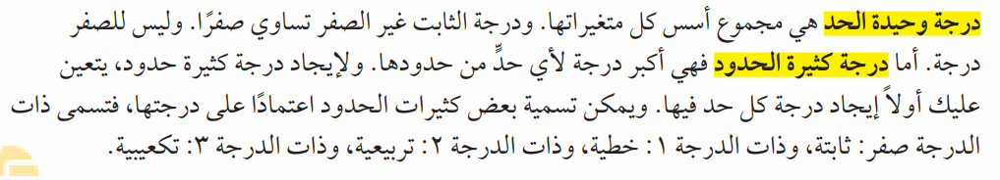 درجة وحيدة الحد هي مجموع أسس كل متغيراتها. ودرجة الثابت غير الصفر تساوي صفرًا. وليس للصفر
درجة. أما درجة كثيرة الحدود فهي أكبر درجة لأي حدٍّ من حدودها. ولإيجاد درجة كثيرة حدود، يتعين
عليك أولاً إيجاد درجة كل حد فيها. ويمكن تسمية بعض كثيرات الحدود اعتمادًا على درجتها، فتسمى ذات
الدرجة صفر: ثابتة، وذات الدرجة ١: خطية، وذات الدرجة ٢: تربيعية، وذات الدرجة ٣: تكعيبية.